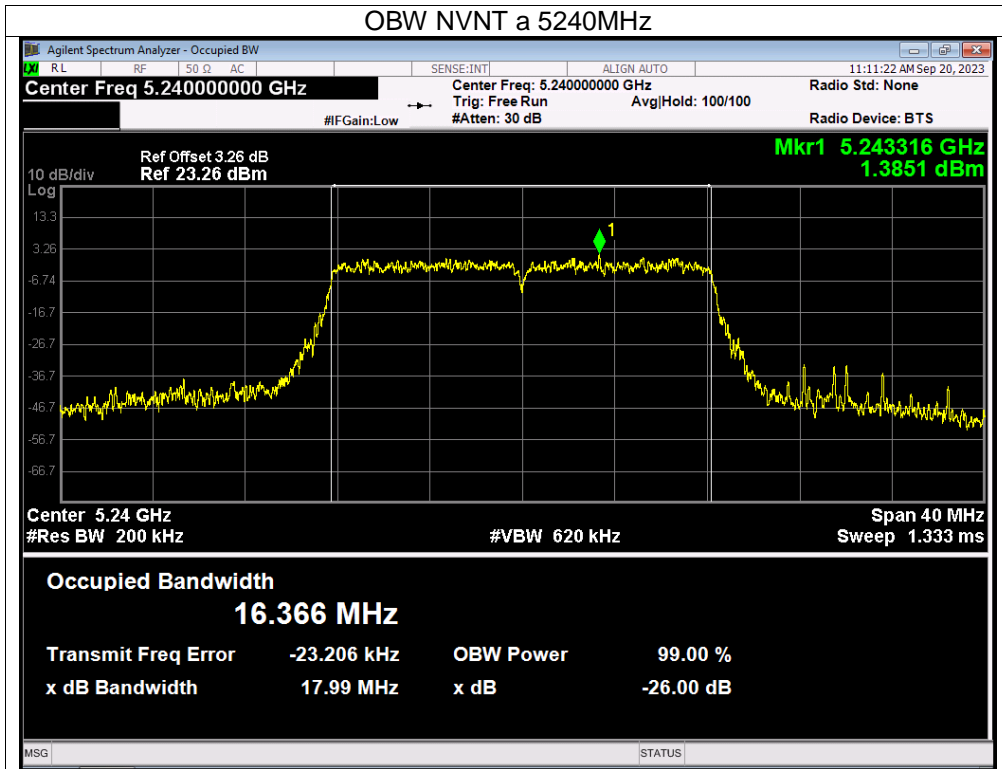 OBW NVNT a 5240MHz
Agilent Spectrum Analyzer - Occupied BW
LXI RL RF 50 Ω AC SENSE:INT ALIGN AUTO 11:11:22 AM Sep 20, 2023
Center Freq 5.240000000 GHz Center Freq: 5.240000000 GHz Radio Std: None
Trig: Free Run Avg|Hold: 100/100
#IFGain:Low #Atten: 30 dB Radio Device: BTS
Mkr1 5.243316 GHz
1.3851 dBm
Ref Offset 3.26 dB
10 dB/div Ref 23.26 dBm
Log
13.3
3.26
-6.74
-16.7
-26.7
-36.7
-46.7
-56.7
-66.7
1
Center 5.24 GHz Span 40 MHz
#Res BW 200 kHz #VBW 620 kHz Sweep 1.333 ms
Occupied Bandwidth
16.366 MHz
Transmit Freq Error -23.206 kHz OBW Power 99.00 %
x dB Bandwidth 17.99 MHz x dB -26.00 dB
MSG STATUS